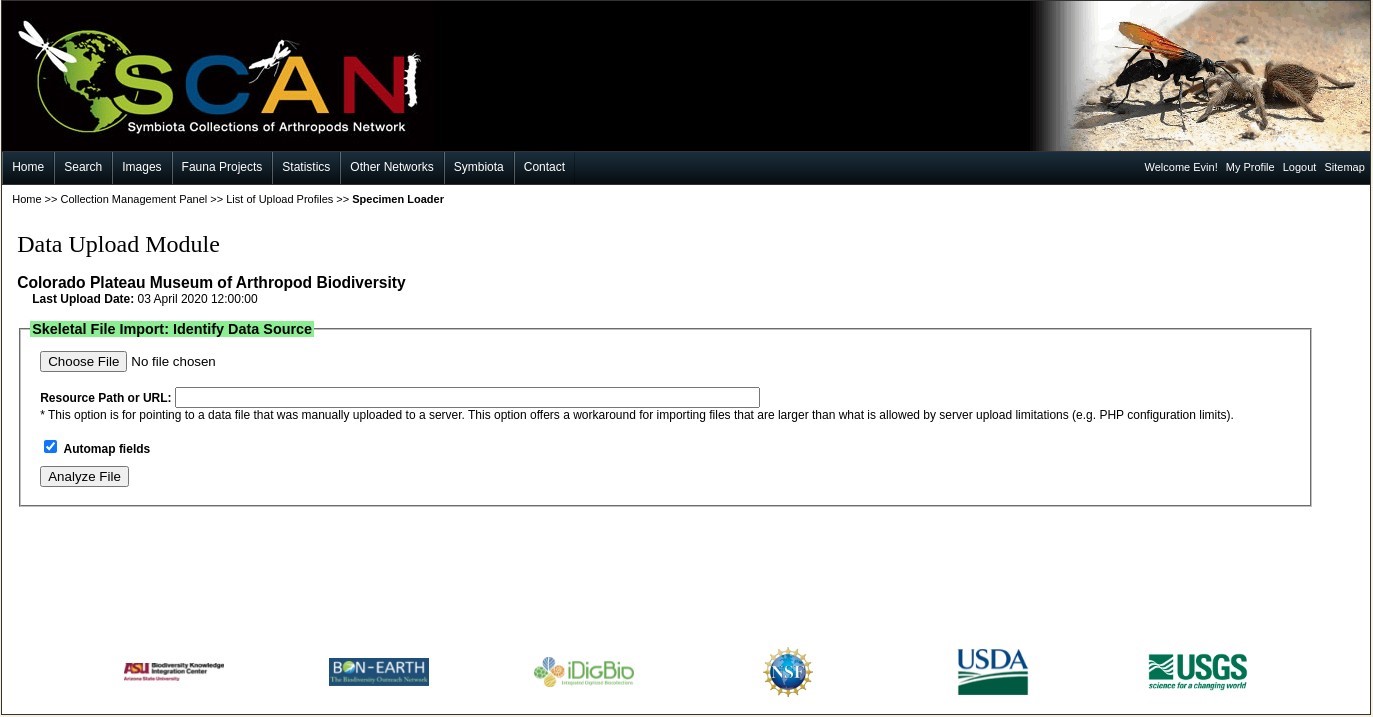 SCAN
Symbiota Collections of Arthropods Network
Home Search Images Fauna Projects Statistics Other Networks Symbiota Contact Welcome Evin! My Profile Logout Sitemap
Home >> Collection Management Panel >> List of Upload Profiles >> Specimen Loader
Data Upload Module
Colorado Plateau Museum of Arthropod Biodiversity
Last Upload Date: 03 April 2020 12:00:00
Skeletal File Import: Identify Data Source
Choose File No file chosen
Resource Path or URL:
* This option is for pointing to a data file that was manually uploaded to a server. This option offers a workaround for importing files that are larger than what is allowed by server upload limitations (e.g. PHP configuration limits).
Automap fields
Analyze File
ASU Biodiversity Knowledge
Integration Center
Arizona State University
BON-EARTH
The Biodiversity Outreach Network
iDigBio
Integrated Digitized Biocollections
NSF
USDA
USGS
science for a changing world